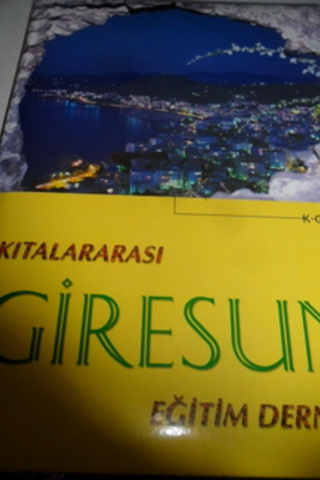 K-G
KITALARARASI
GİRESUN
EĞİTİM DERN